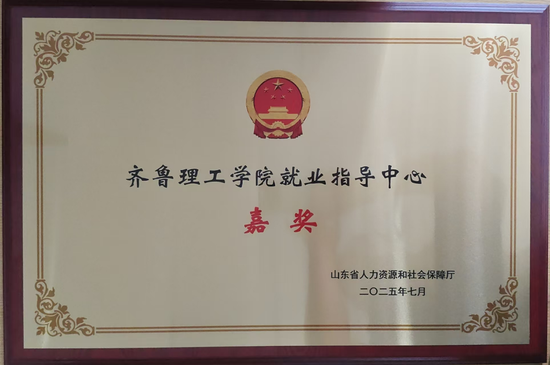 齐鲁理工学院就业指导中心
嘉奖
山东省人力资源和社会保障厅
二〇二五年七月